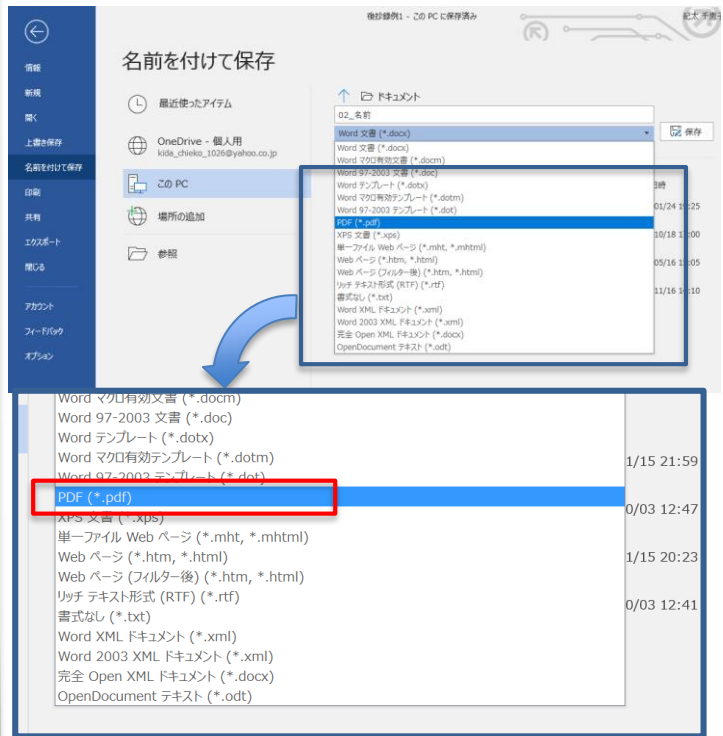 後抄録例1 - この PC に保存済み
名前を付けて保存
情報
新規
開く
上書き保存
名前を付けて保存
印刷
共有
エクスポート
閉じる
アカウント
フィードバック
オプション
最近使ったアイテム
OneDrive - 個人用
kida_chieko_1026@yahoo.co.jp
この PC
場所の追加
参照
ドキュメント
02_名前
Word 文書 (*.docx)
保存
Word 文書 (*.docx)
Word マクロ有効文書 (*.docm)
Word 97-2003 文書 (*.doc)
Word テンプレート (*.dotx)
Word マクロ有効テンプレート (*.dotm)
Word 97-2003 テンプレート (*.dot)
PDF (*.pdf)
XPS 文書 (*.xps)
単一ファイル Web ページ (*.mht, *.mhtml)
Web ページ (*.htm, *.html)
Web ページ (フィルター後) (*.htm, *.html)
リッチ テキスト形式 (RTF) (*.rtf)
書式なし (*.txt)
Word XML ドキュメント (*.xml)
Word 2003 XML ドキュメント (*.xml)
完全 Open XML ドキュメント (*.docx)
OpenDocument テキスト (*.odt)
Word マクロ有効文書 (*.docm)
Word 97-2003 文書 (*.doc)
Word テンプレート (*.dotx)
Word マクロ有効テンプレート (*.dotm)
Word 97-2003 テンプレート (*.dot)
PDF (*.pdf)
XPS 文書 (*.xps)
単一ファイル Web ページ (*.mht, *.mhtml)
Web ページ (*.htm, *.html)
Web ページ (フィルター後) (*.htm, *.html)
リッチ テキスト形式 (RTF) (*.rtf)
書式なし (*.txt)
Word XML ドキュメント (*.xml)
Word 2003 XML ドキュメント (*.xml)
完全 Open XML ドキュメント (*.docx)
OpenDocument テキスト (*.odt)
1/15 21:59
0/03 12:47
1/15 20:23
0/03 12:41